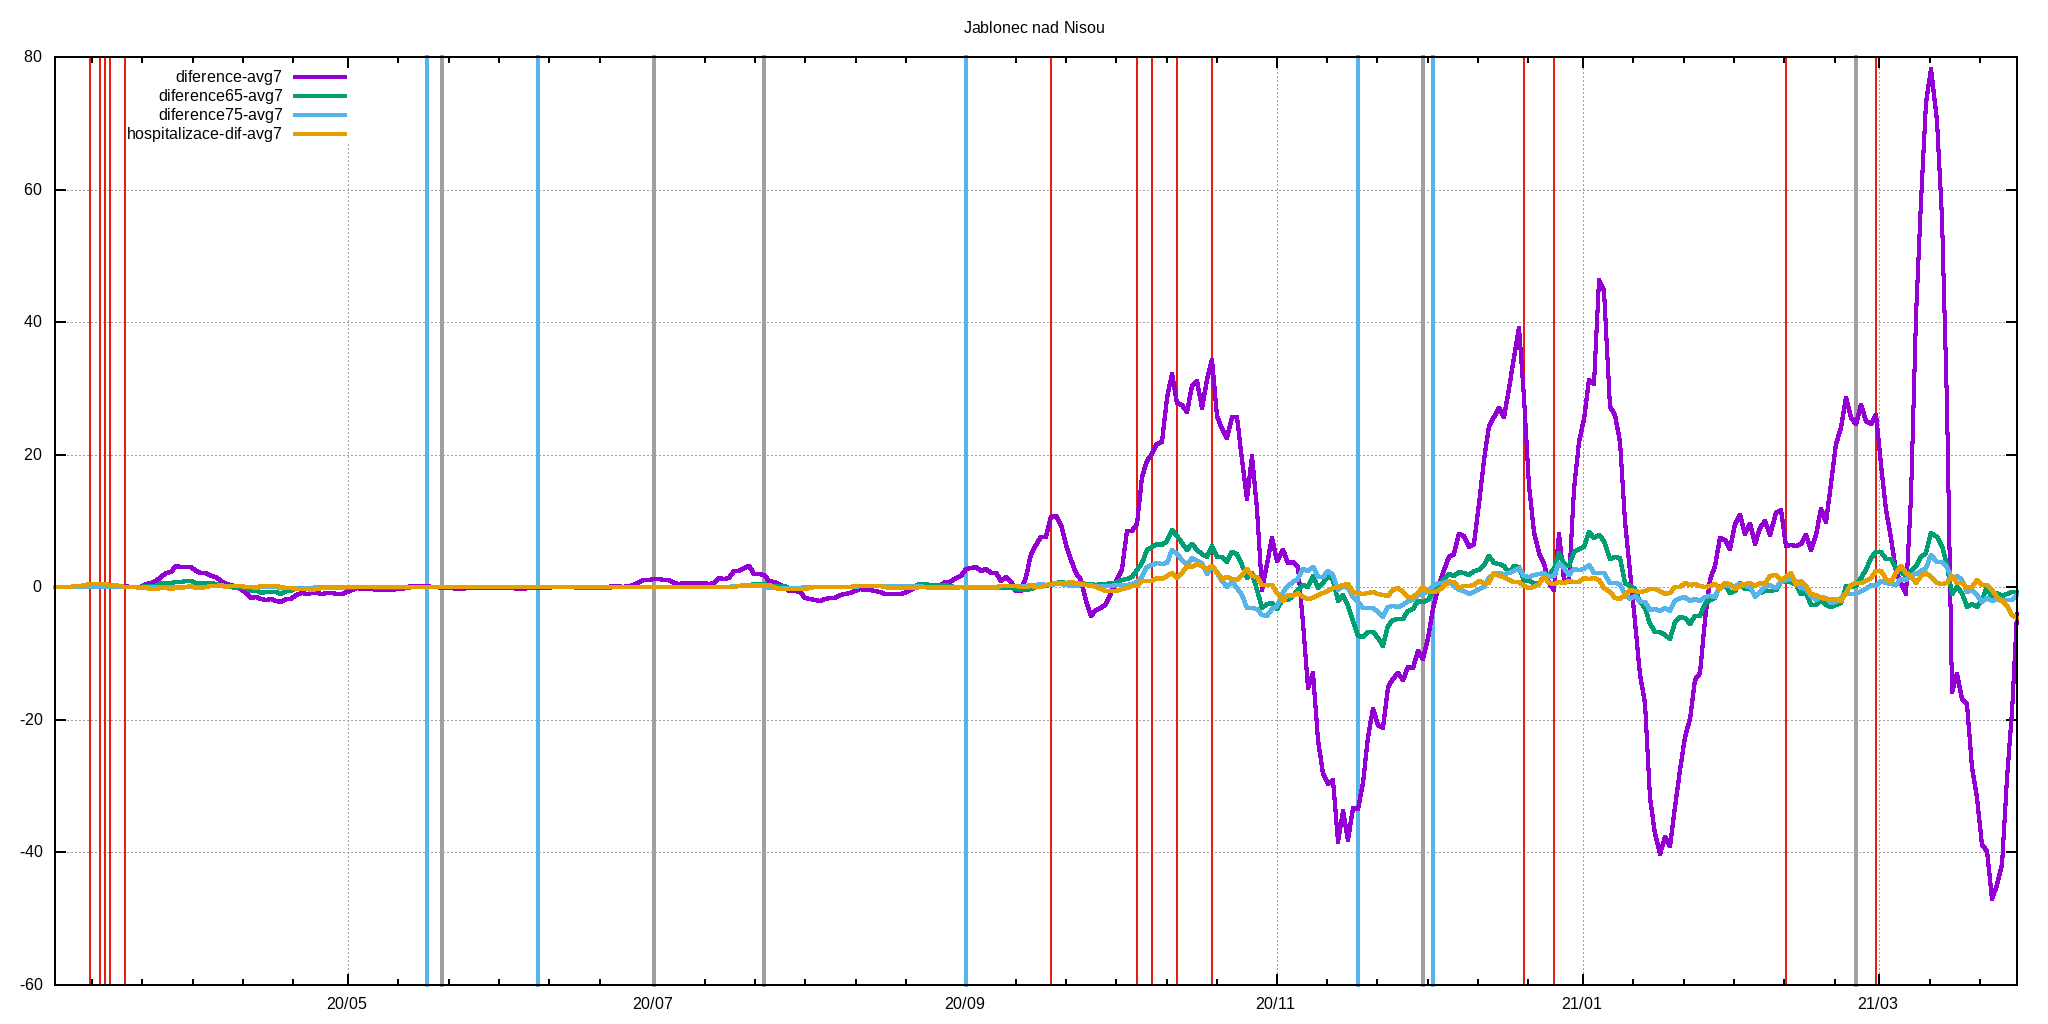 Jablonec nad Nisou
80
60
40
20
0
-20
-40
-60
diference-avg7
diference65-avg7
diference75-avg7
hospitalizace-dif-avg7
20/05
20/07
20/09
20/11
21/01
21/03